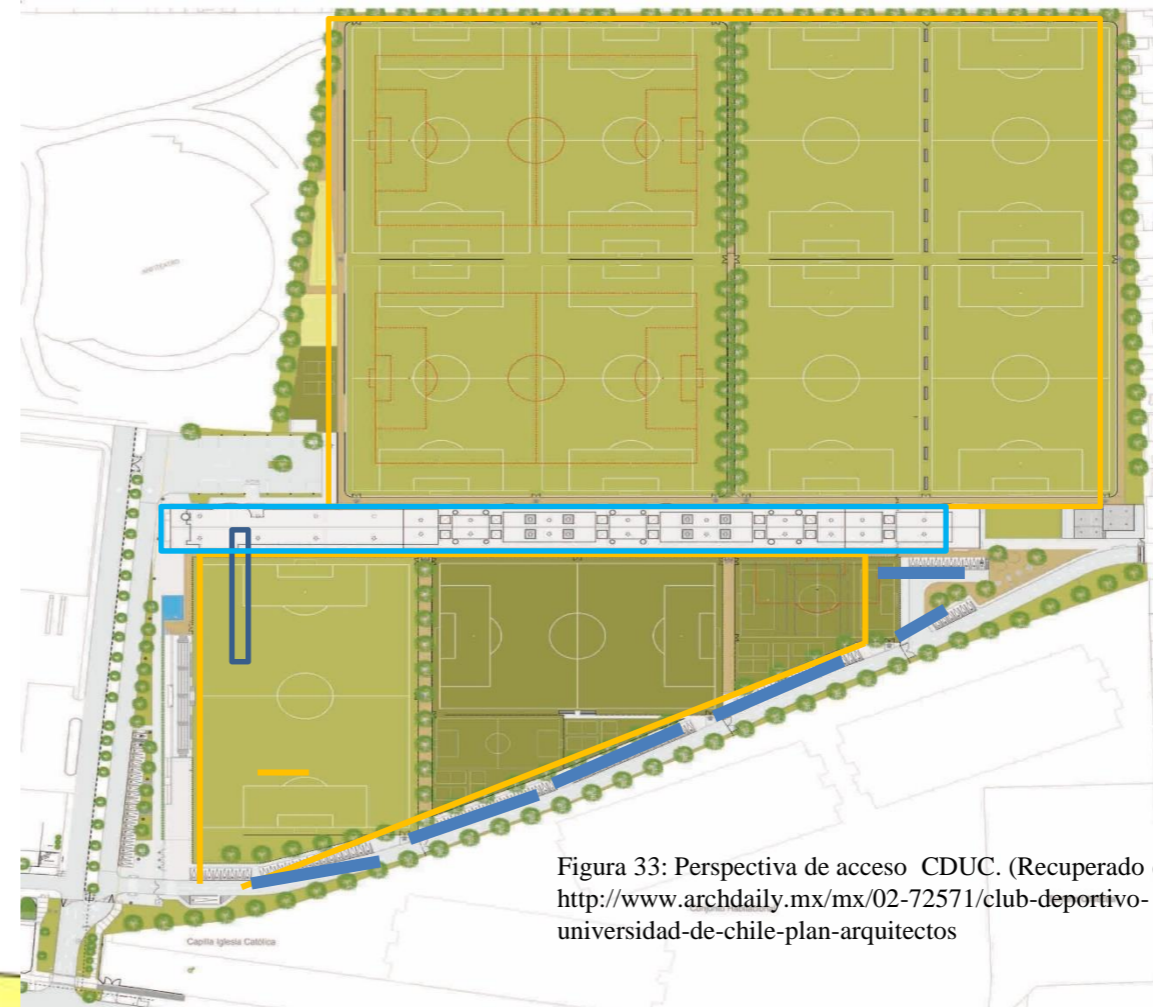 Figura 33: Perspectiva de acceso  CDUC. (Recuperado
http://www.archdaily.mx/mx/02-72571/club-deportivo-
universidad-de-chile-plan-arquitectos
Capilla Iglesia Católica